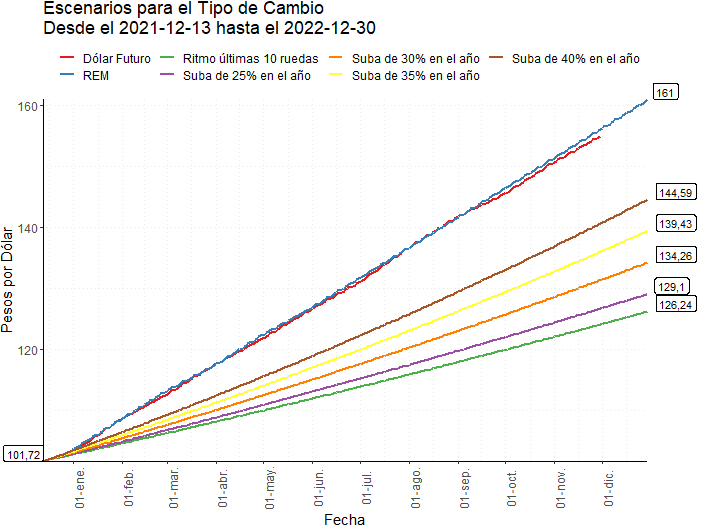 Escenarios para el Tipo de Cambio
Desde el 2021-12-13 hasta el 2022-12-30
Dólar Futuro
Ritmo últimas 10 ruedas
Suba de 30% en el año
Suba de 40% en el año
REM
Suba de 25% en el año
Suba de 35% en el año
161
160
144,59
139,43
140
134,26
129,1
126,24
120
101,72
Pesos por Dólar
01-ene.
01-feb.
01-mar.
01-abr.
01-may.
01-jun.
01-jul.
01-ago.
01-sep.
01-oct.
01-nov.
01-dic.
Fecha